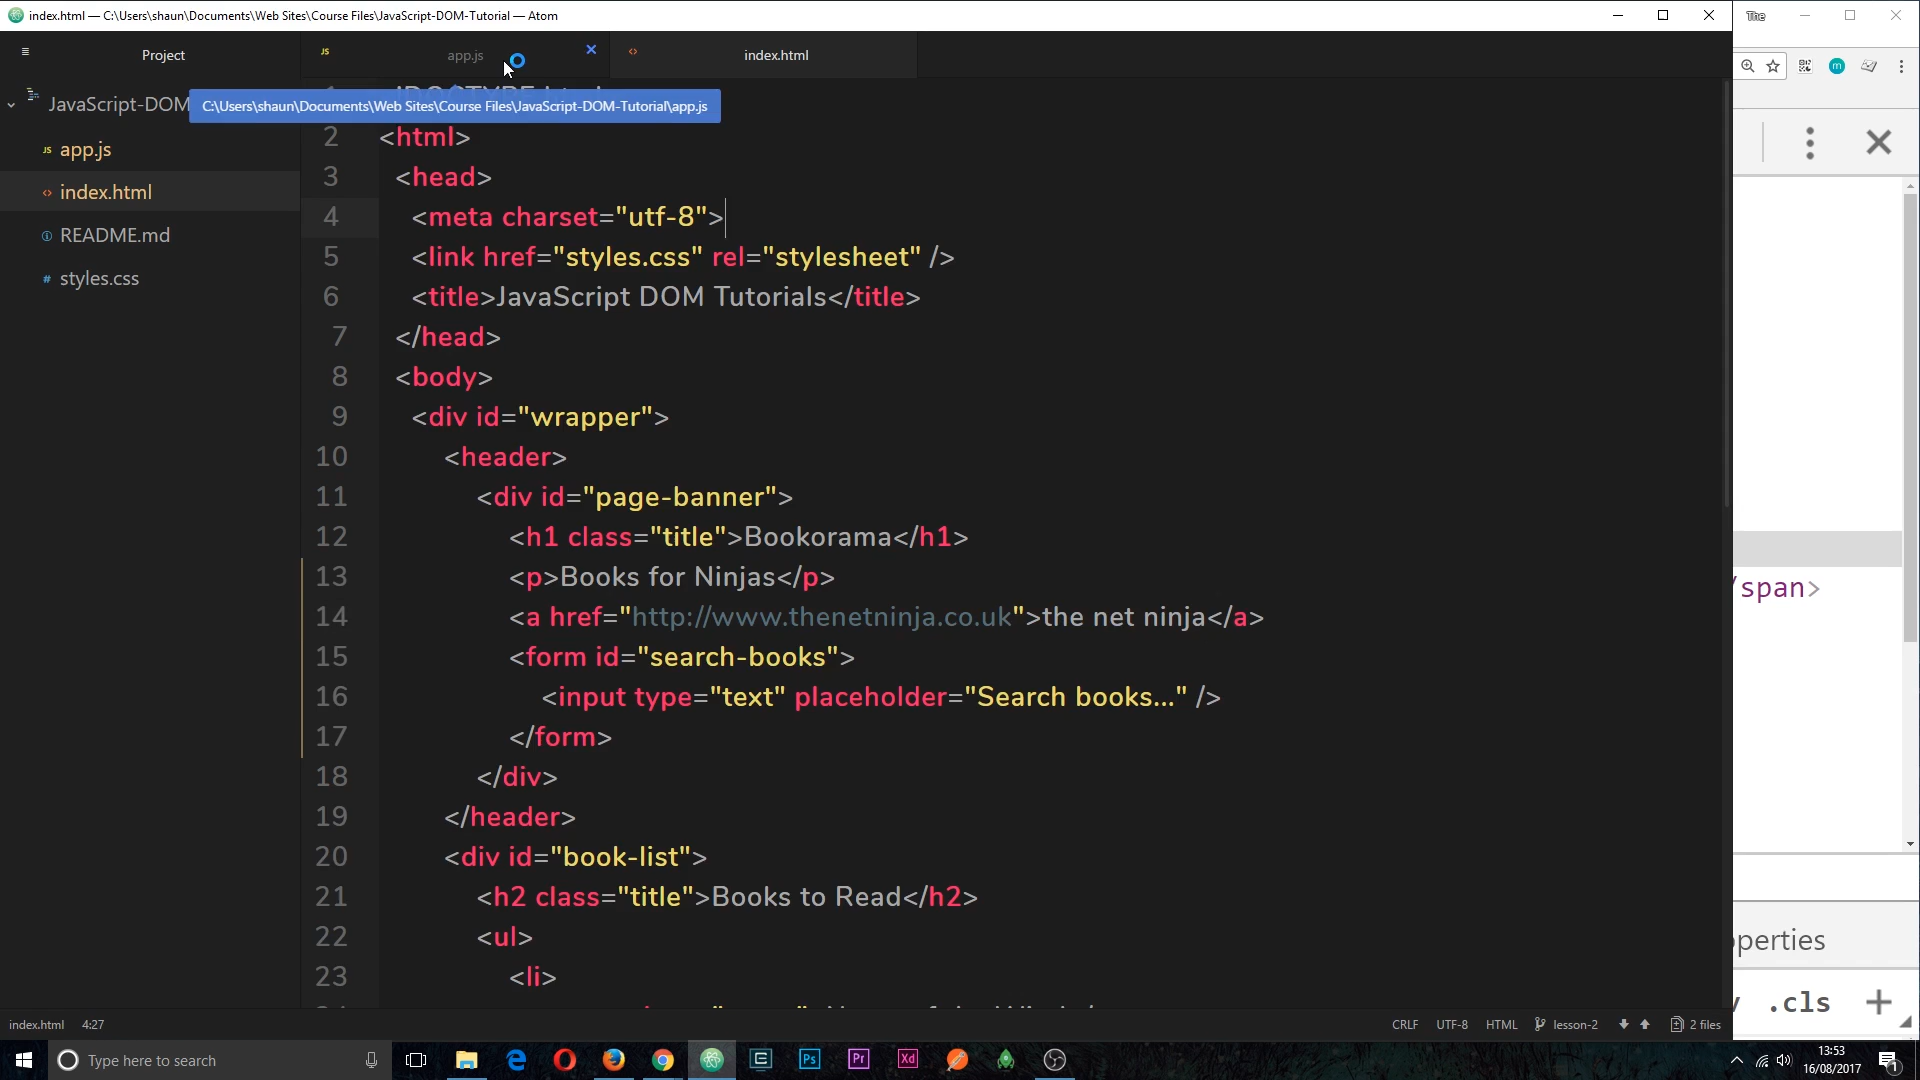 index.html — C:\Users\shaun\Documents\Web Sites\Course Files\JavaScript-DOM-Tutorial — Atom
The
Project
JS app.js
index.html
JavaScript-DOM
C:\Users\shaun\Documents\Web Sites\Course Files\JavaScript-DOM-Tutorial\app.js
JS app.js
index.html
README.md
# styles.css
2 <html>
3 <head>
4 <meta charset="utf-8">
5 <link href="styles.css" rel="stylesheet" />
6 <title>JavaScript DOM Tutorials</title>
7 </head>
8 <body>
9 <div id="wrapper">
10 <header>
11 <div id="page-banner">
12 <h1 class="title">Bookorama</h1>
13 <p>Books for Ninjas</p>
14 <a href="http://www.thenetninja.co.uk">the net ninja</a>
15 <form id="search-books">
16 <input type="text" placeholder="Search books..." />
17 </form>
18 </div>
19 </header>
20 <div id="book-list">
21 <h2 class="title">Books to Read</h2>
22 <ul>
23 <li>
/span>
operties
.cls +
index.html 4:27
CRLF UTF-8 HTML lesson-2 2 files
Type here to search
Ps Pr Xd
13:53
16/08/2017
1